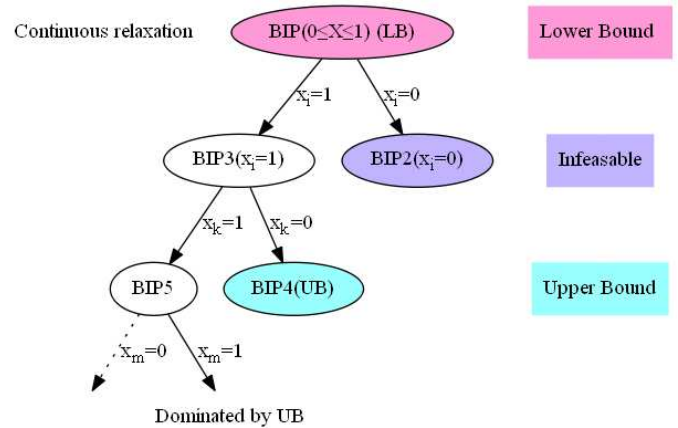 Continuous relaxation
BIP(0≤X≤1) (LB)
Lower Bound
xᵢ=1
xᵢ=0
BIP3(xᵢ=1)
BIP2(xᵢ=0)
Infeasable
xₖ=1
xₖ=0
BIP5
BIP4(UB)
Upper Bound
xₘ=0
xₘ=1
Dominated by UB